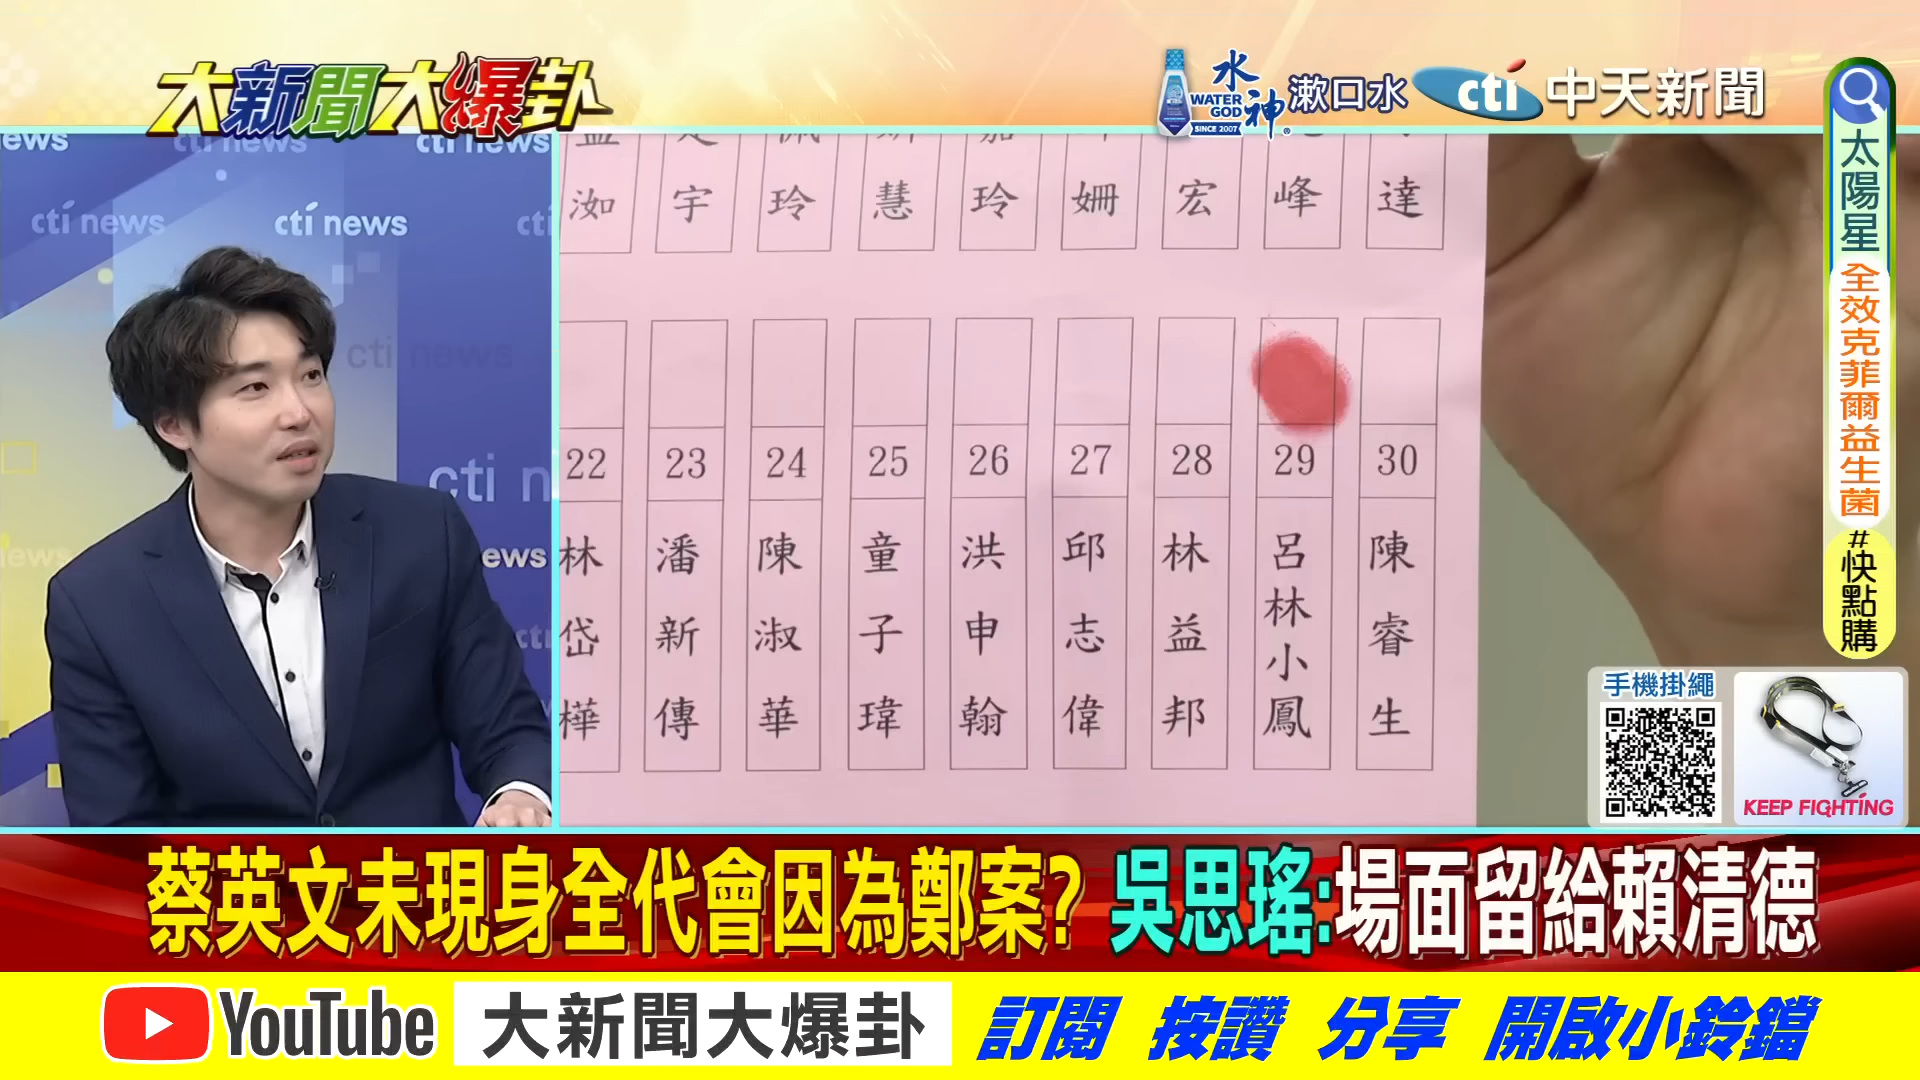 大新聞大爆卦
水神
WATER GOD
SINCE 2007
漱口水
cti 中天新聞
太陽星
全效克菲爾益生菌
#快點購
cti news
cti news
cti news
cti news
洳 宇 玲 慧 玲 姍 宏 峰 達
22 23 24 25 26 27 28 29 30
林岱樺
潘新傳
陳淑華
童子瑋
洪申翰
邱志偉
林益邦
呂林小鳳
陳睿生
手機掛繩
KEEP FIGHTING
蔡英文未現身全代會因為鄭案? 吳思瑤:場面留給賴清德
YouTube 大新聞大爆卦 訂閱 按讚 分享 開啟小鈴鐺